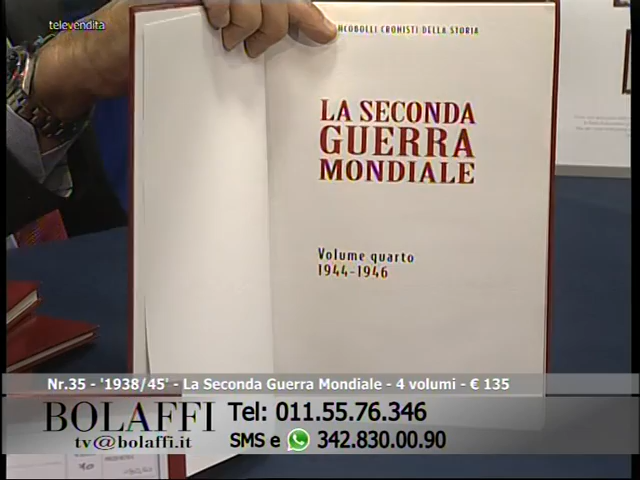 televendita
NCOBOLLI CRONISTI DELLA STORIA
LA SECONDA
GUERRA
MONDIALE
Volume quarto
1944-1946
Nr.35 - '1938/45' - La Seconda Guerra Mondiale - 4 volumi - € 135
BOLAFFI Tel: 011.55.76.346
tv@bolaffi.it SMS e 342.830.00.90